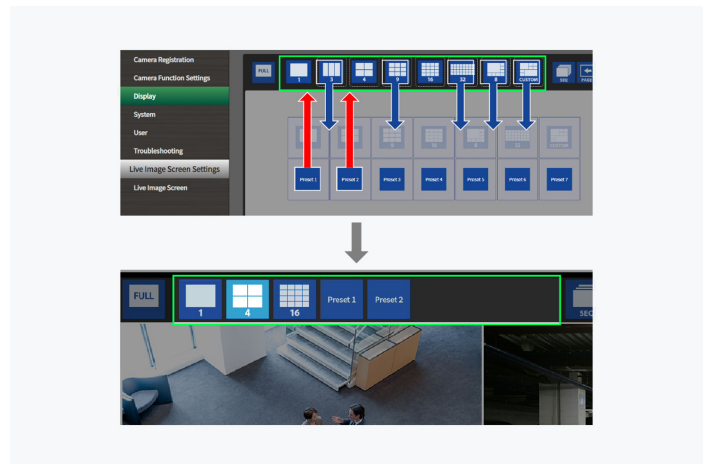 Camera Registration
Camera Function Settings
Display
System
User
Troubleshooting
Live Image Screen Settings
Live Image Screen
FULL
1 3 4 9 16 32 8 CUSTOM
SEQ PAGE
Preset 1 Preset 2 Preset 3 Preset 4 Preset 5 Preset 6 Preset 7
FULL 1 4 16 Preset 1 Preset 2 SEQ